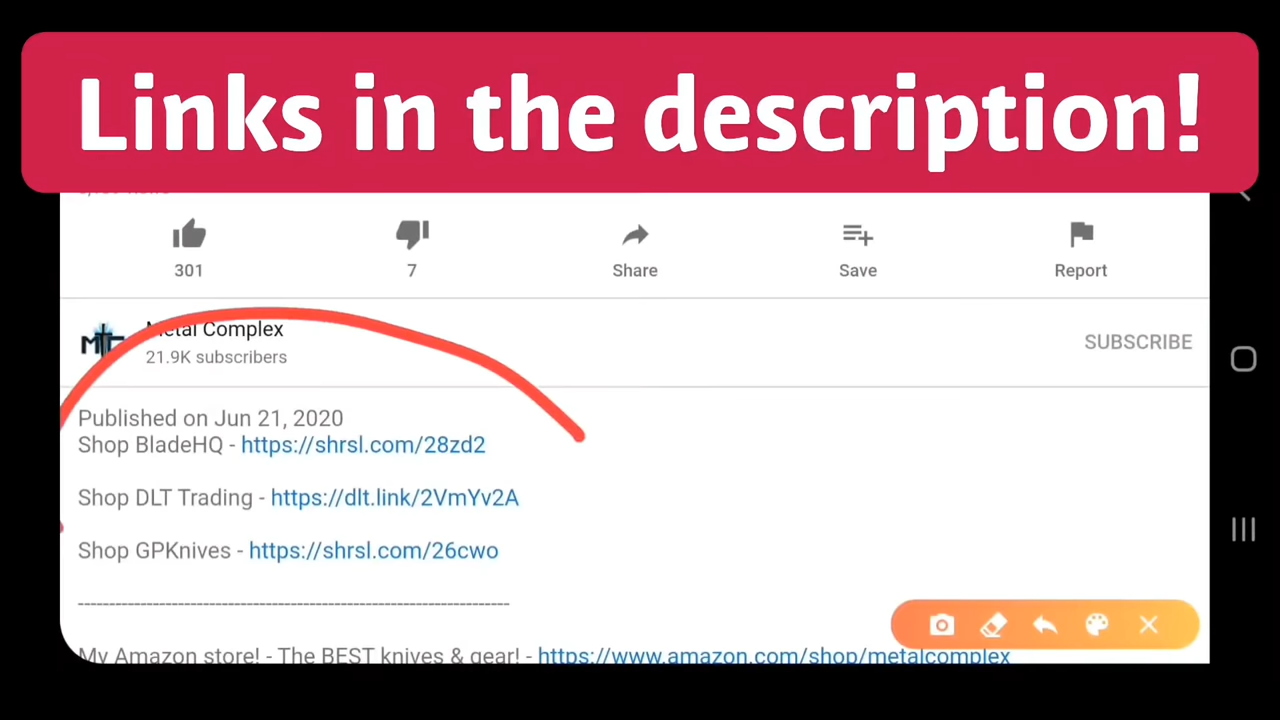 Links in the description!
301
7
Share
Save
Report
Metal Complex
21.9K subscribers
SUBSCRIBE
Published on Jun 21, 2020
Shop BladeHQ - https://shrsl.com/28zd2
Shop DLT Trading - https://dlt.link/2VmYv2A
Shop GPKnives - https://shrsl.com/26cwo
--------------------------------------------------------------------
My Amazon store! - The BEST knives & gear! - https://www.amazon.com/shop/metalcomplex